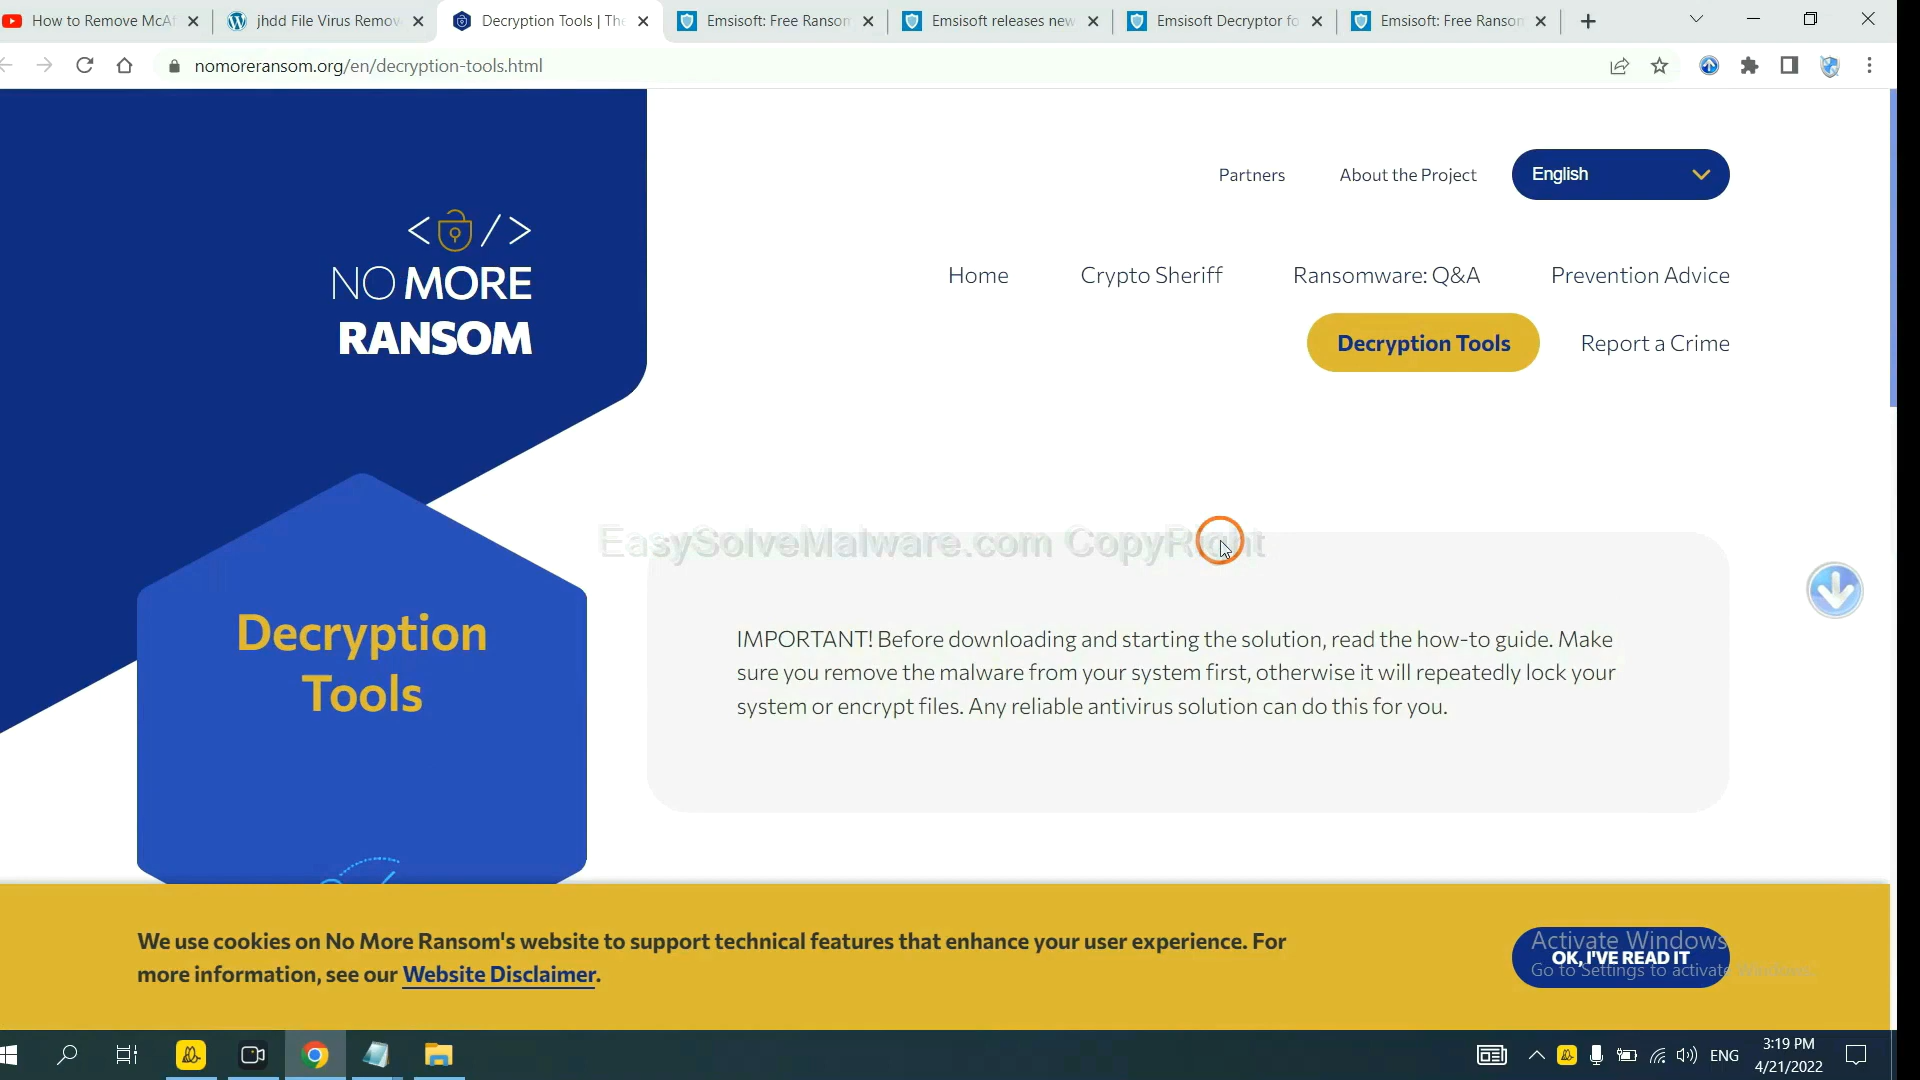 How to Remove McAf
jhdd File Virus Remov
Decryption Tools | The
Emsisoft: Free Ransom
Emsisoft releases new
Emsisoft Decryptor fo
Emsisoft: Free Ransom
nomoreransom.org/en/decryption-tools.html
Partners
About the Project
English
NO MORE
RANSOM
Home
Crypto Sheriff
Ransomware: Q&A
Prevention Advice
Decryption Tools
Report a Crime
EasySolveMalware.com CopyRight
Decryption
Tools
IMPORTANT! Before downloading and starting the solution, read the how-to guide. Make
sure you remove the malware from your system first, otherwise it will repeatedly lock your
system or encrypt files. Any reliable antivirus solution can do this for you.
We use cookies on No More Ransom's website to support technical features that enhance your user experience. For
more information, see our Website Disclaimer.
Activate Windows
OK, I'VE READ IT
Go to Settings to activate Windows.
ENG
3:19 PM
4/21/2022